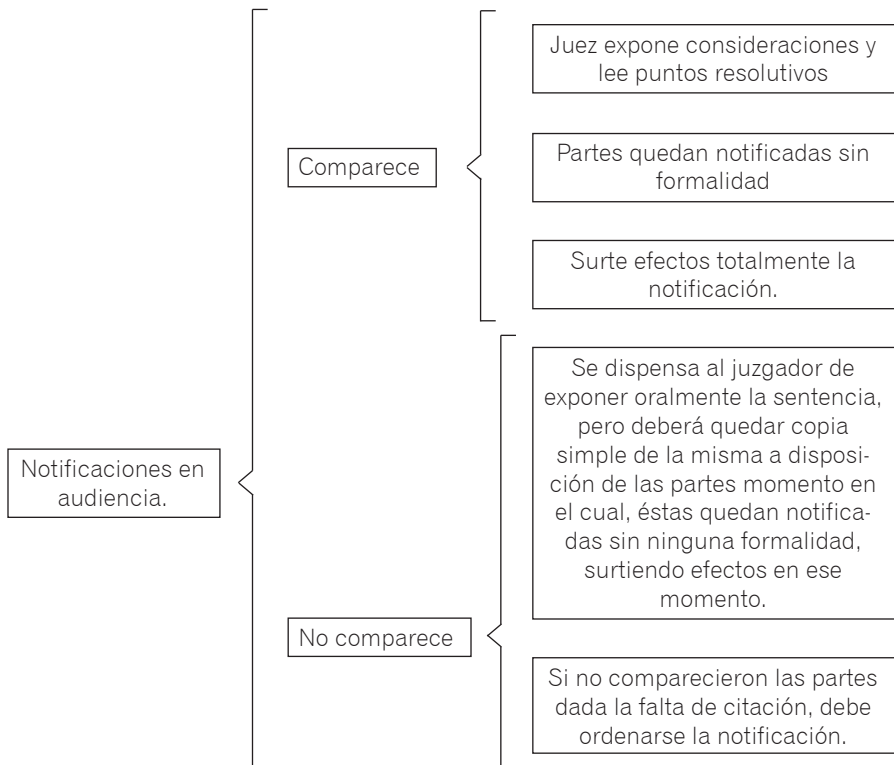 Notificaciones en
audiencia.
Comparece
Juez expone consideraciones y
lee puntos resolutivos
Partes quedan notificadas sin
formalidad
Surte efectos totalmente la
notificación.
No comparece
Se dispensa al juzgador de
exponer oralmente la sentencia,
pero deberá quedar copia
simple de la misma a disposi-
ción de las partes momento en
el cual, éstas quedan notifica-
das sin ninguna formalidad,
surtiendo efectos en ese
momento.
Si no comparecieron las partes
dada la falta de citación, debe
ordenarse la notificación.